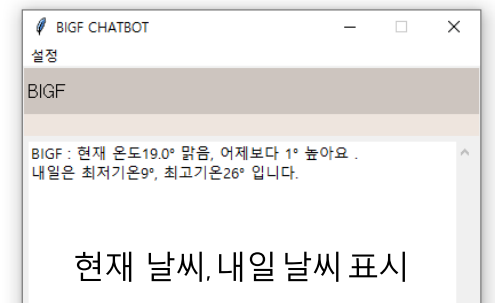 BIGF CHATBOT
설정
BIGF
BIGF : 현재 온도19.0° 맑음, 어제보다 1° 높아요 .
내일은 최저기온9°, 최고기온26° 입니다.
현재 날씨, 내일 날씨 표시